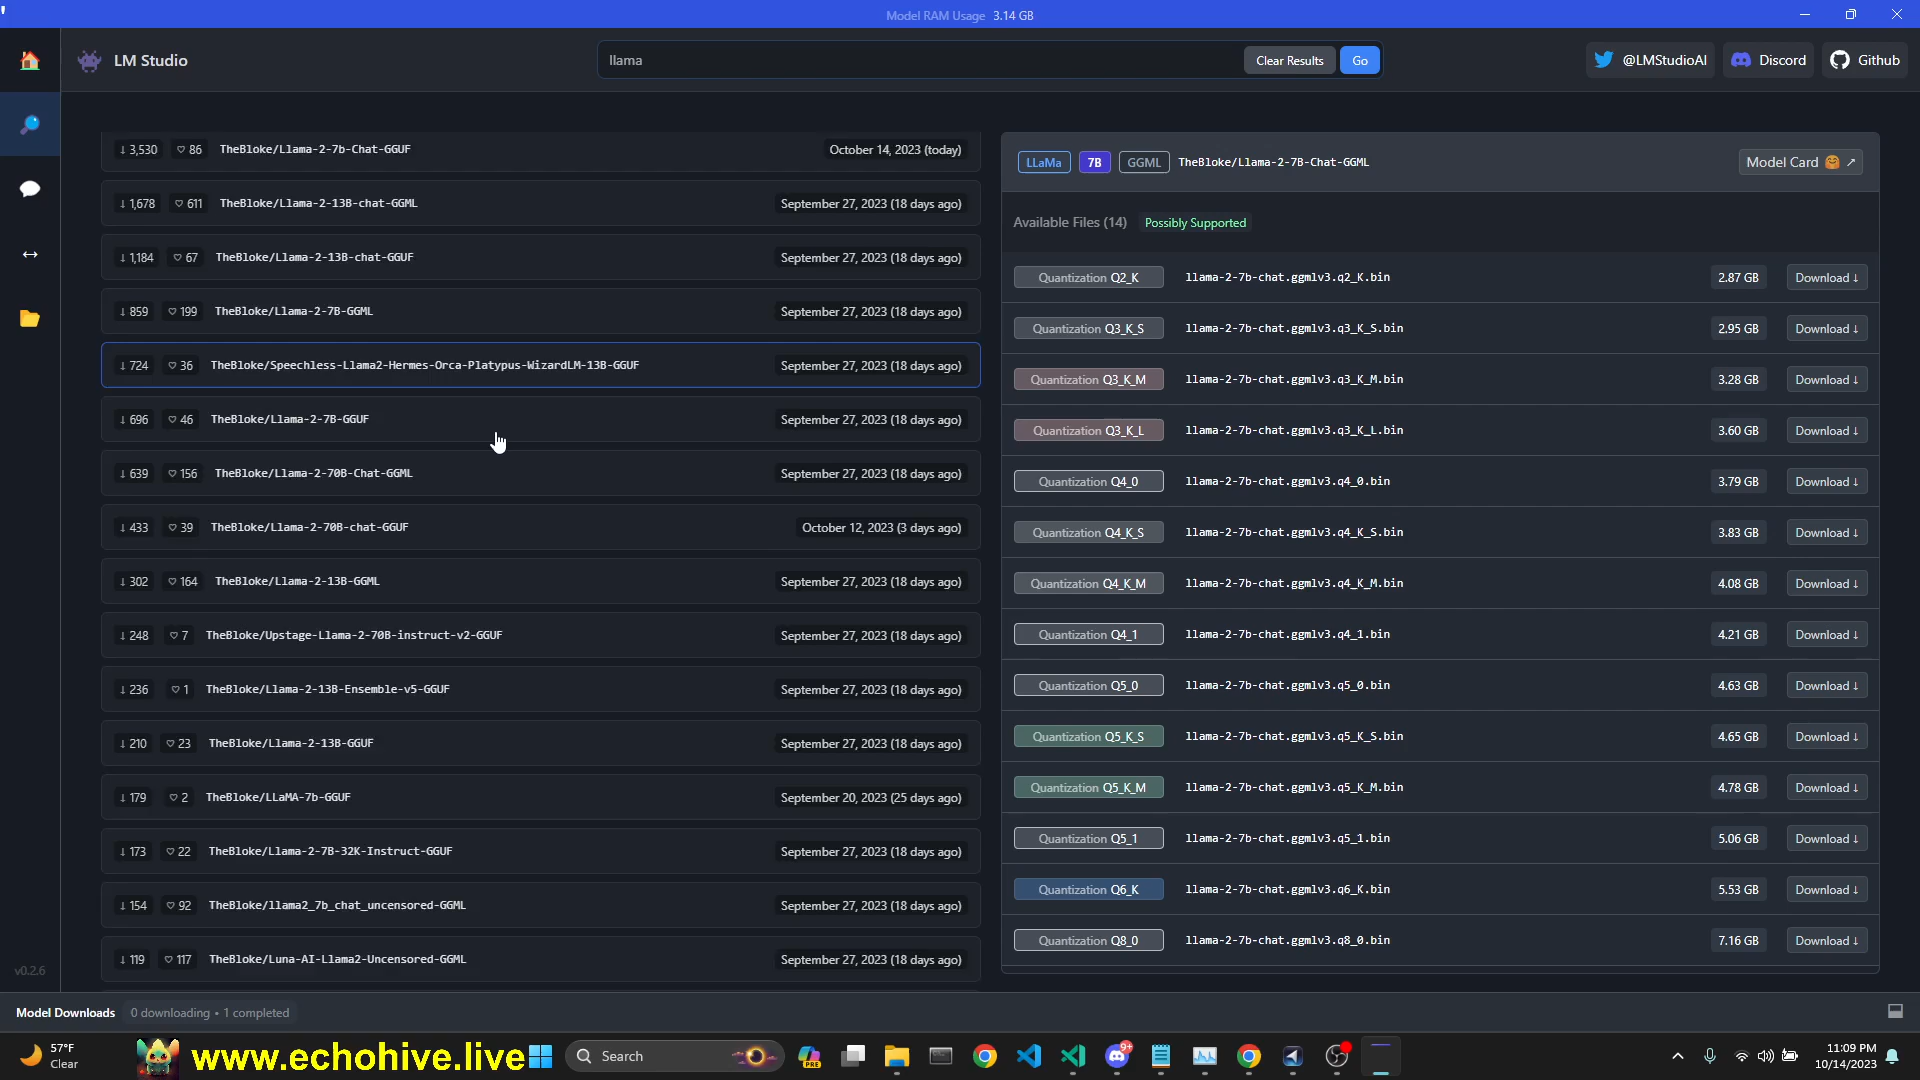 Model RAM Usage 3.14 GB
LM Studio
llama
Clear Results
Go
@LMStudioAI
Discord
Github
↓ 3,530 ♡ 86 TheBloke/Llama-2-7b-Chat-GGUF October 14, 2023 (today)
↓ 1,678 ♡ 611 TheBloke/Llama-2-13B-chat-GGML September 27, 2023 (18 days ago)
↓ 1,184 ♡ 67 TheBloke/Llama-2-13B-chat-GGUF September 27, 2023 (18 days ago)
↓ 859 ♡ 199 TheBloke/Llama-2-7B-GGML September 27, 2023 (18 days ago)
↓ 724 ♡ 36 TheBloke/Speechless-Llama2-Hermes-Orca-Platypus-WizardLM-13B-GGUF September 27, 2023 (18 days ago)
↓ 696 ♡ 46 TheBloke/Llama-2-7B-GGUF September 27, 2023 (18 days ago)
↓ 639 ♡ 156 TheBloke/Llama-2-70B-Chat-GGML September 27, 2023 (18 days ago)
↓ 433 ♡ 39 TheBloke/Llama-2-70B-chat-GGUF October 12, 2023 (3 days ago)
↓ 302 ♡ 164 TheBloke/Llama-2-13B-GGML September 27, 2023 (18 days ago)
↓ 248 ♡ 7 TheBloke/Upstage-Llama-2-70B-instruct-v2-GGUF September 27, 2023 (18 days ago)
↓ 236 ♡ 1 TheBloke/Llama-2-13B-Ensemble-v5-GGUF September 27, 2023 (18 days ago)
↓ 210 ♡ 23 TheBloke/Llama-2-13B-GGUF September 27, 2023 (18 days ago)
↓ 179 ♡ 2 TheBloke/LLaMA-7b-GGUF September 20, 2023 (25 days ago)
↓ 173 ♡ 22 TheBloke/Llama-2-7B-32K-Instruct-GGUF September 27, 2023 (18 days ago)
↓ 154 ♡ 92 TheBloke/llama2_7b_chat_uncensored-GGML September 27, 2023 (18 days ago)
↓ 119 ♡ 117 TheBloke/Luna-AI-Llama2-Uncensored-GGML September 27, 2023 (18 days ago)
LLaMa 7B GGML TheBloke/Llama-2-7B-Chat-GGML Model Card 🤗 ↗
Available Files (14) Possibly Supported
Quantization Q2_K llama-2-7b-chat.ggmlv3.q2_K.bin 2.87 GB Download ↓
Quantization Q3_K_S llama-2-7b-chat.ggmlv3.q3_K_S.bin 2.95 GB Download ↓
Quantization Q3_K_M llama-2-7b-chat.ggmlv3.q3_K_M.bin 3.28 GB Download ↓
Quantization Q3_K_L llama-2-7b-chat.ggmlv3.q3_K_L.bin 3.60 GB Download ↓
Quantization Q4_0 llama-2-7b-chat.ggmlv3.q4_0.bin 3.79 GB Download ↓
Quantization Q4_K_S llama-2-7b-chat.ggmlv3.q4_K_S.bin 3.83 GB Download ↓
Quantization Q4_K_M llama-2-7b-chat.ggmlv3.q4_K_M.bin 4.08 GB Download ↓
Quantization Q4_1 llama-2-7b-chat.ggmlv3.q4_1.bin 4.21 GB Download ↓
Quantization Q5_0 llama-2-7b-chat.ggmlv3.q5_0.bin 4.63 GB Download ↓
Quantization Q5_K_S llama-2-7b-chat.ggmlv3.q5_K_S.bin 4.65 GB Download ↓
Quantization Q5_K_M llama-2-7b-chat.ggmlv3.q5_K_M.bin 4.78 GB Download ↓
Quantization Q5_1 llama-2-7b-chat.ggmlv3.q5_1.bin 5.06 GB Download ↓
Quantization Q6_K llama-2-7b-chat.ggmlv3.q6_K.bin 5.53 GB Download ↓
Quantization Q8_0 llama-2-7b-chat.ggmlv3.q8_0.bin 7.16 GB Download ↓
v0.2.6
Model Downloads 0 downloading • 1 completed
57°F
Clear
www.echohive.live
Search
PRE
9+
11:09 PM
10/14/2023